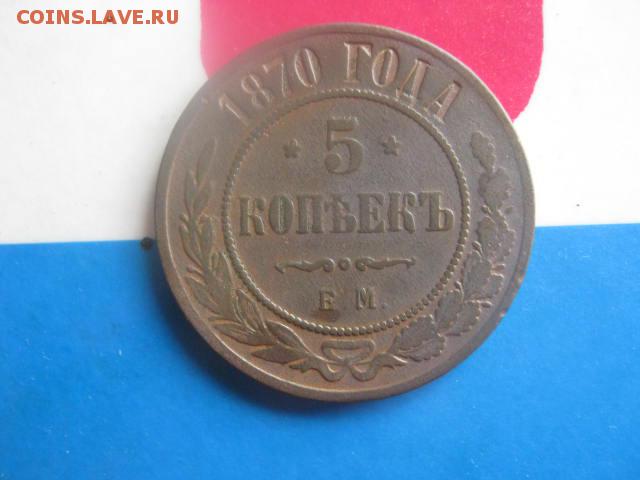 COINS.LAVE.RU
1870 ГОДА
* 5 *
КОПѢЕКЪ
Е М.